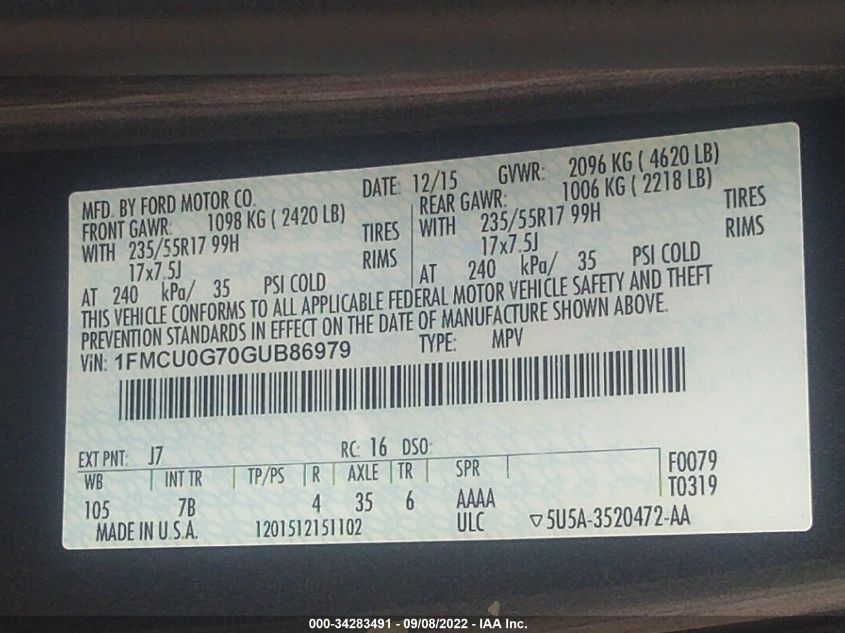 MFD. BY FORD MOTOR CO. DATE: 12/15 GVWR: 2096 KG ( 4620 LB)
FRONT GAWR: 1098 KG ( 2420 LB) REAR GAWR: 1006 KG ( 2218 LB)
WITH 235/55R17 99H TIRES WITH 235/55R17 99H TIRES
17x7.5J RIMS 17x7.5J RIMS
AT 240 kPa/ 35 PSI COLD AT 240 kPa/ 35 PSI COLD
THIS VEHICLE CONFORMS TO ALL APPLICABLE FEDERAL MOTOR VEHICLE SAFETY AND THEFT
PREVENTION STANDARDS IN EFFECT ON THE DATE OF MANUFACTURE SHOWN ABOVE.
VIN: 1FMCU0G70GUB86979 TYPE: MPV
EXT PNT: J7 RC: 16 DSO:
WB INT TR TP/PS R AXLE TR SPR F0079
105 7B 4 35 6 AAAA T0319
MADE IN U.S.A. 1201512151102 ULC ▽5U5A-3520472-AA
000-34283491 - 09/08/2022 - IAA Inc.